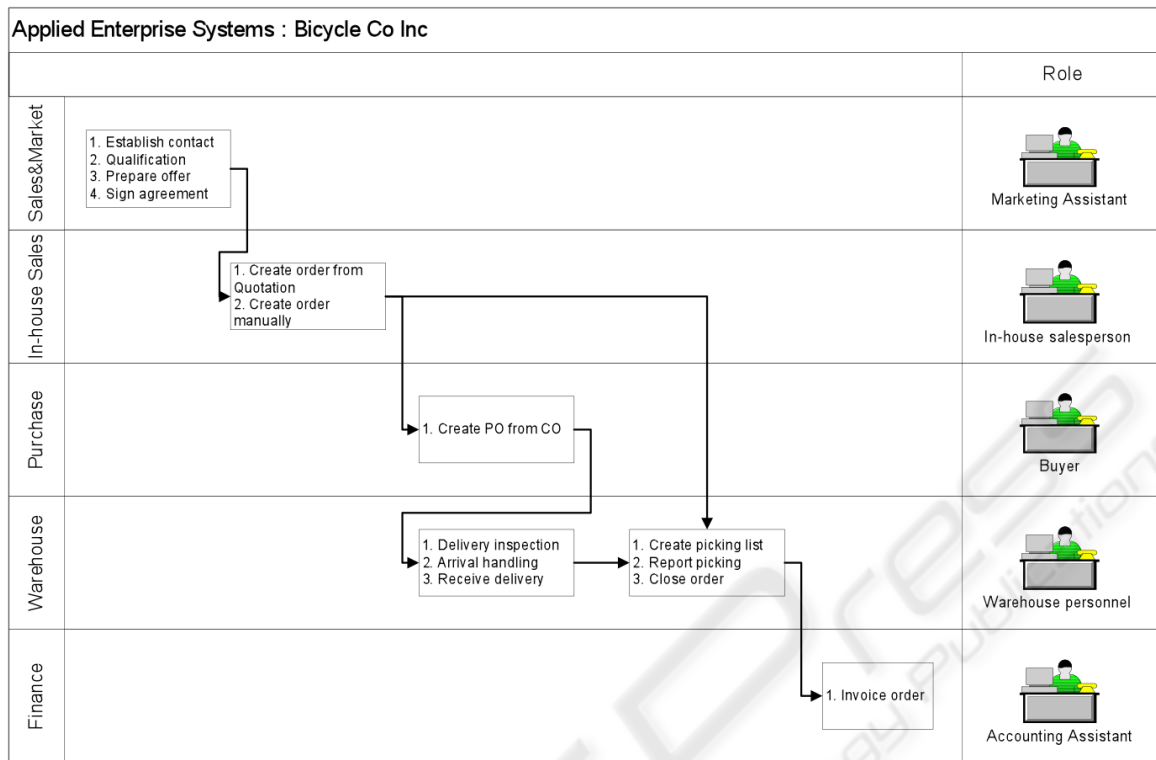 Applied Enterprise Systems : Bicycle Co Inc
Role
Sales&Market
1. Establish contact
2. Qualification
3. Prepare offer
4. Sign agreement
Marketing Assistant
In-house Sales
1. Create order from
Quotation
2. Create order
manually
In-house salesperson
Purchase
1. Create PO from CO
Buyer
Warehouse
1. Delivery inspection
2. Arrival handling
3. Receive delivery
1. Create picking list
2. Report picking
3. Close order
Warehouse personnel
Finance
1. Invoice order
Accounting Assistant